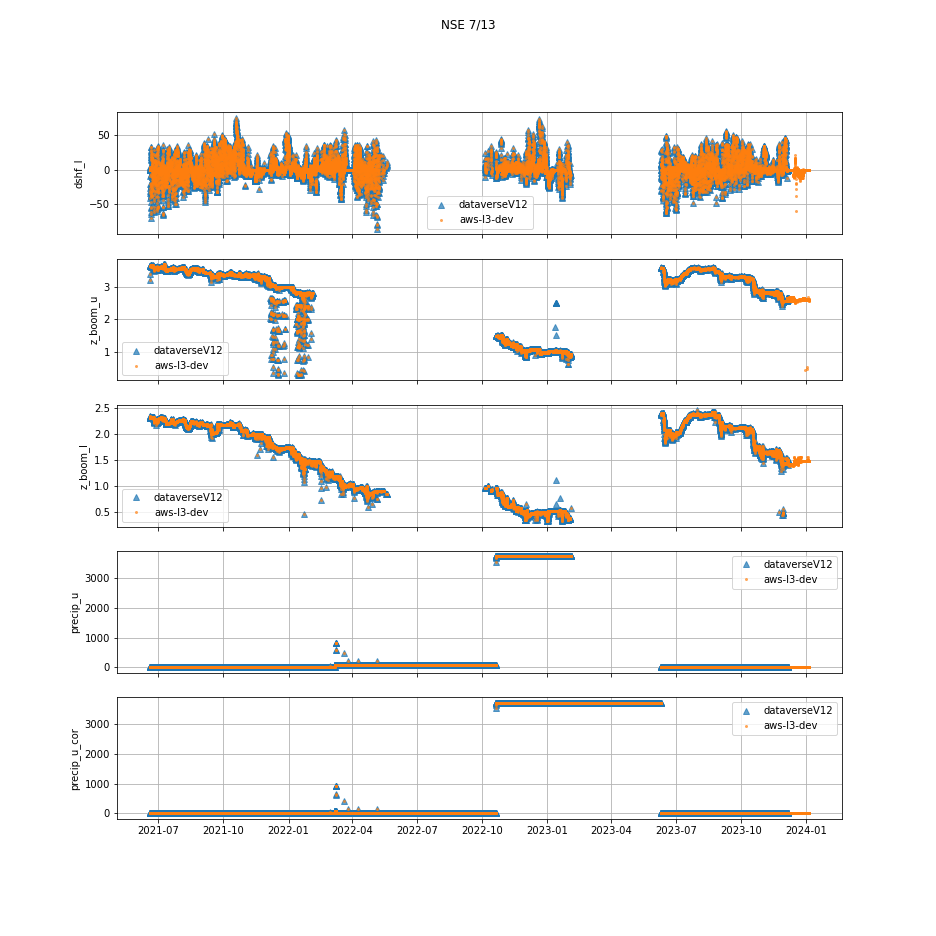 NSE 7/13
50
0
−50
dshf_l
dataverseV12
aws-l3-dev
3
2
1
z_boom_u
dataverseV12
aws-l3-dev
2.5
2.0
1.5
1.0
0.5
z_boom_l
dataverseV12
aws-l3-dev
3000
2000
1000
0
precip_u
dataverseV12
aws-l3-dev
3000
2000
1000
0
precip_u_cor
dataverseV12
aws-l3-dev
2021-07 2021-10 2022-01 2022-04 2022-07 2022-10 2023-01 2023-04 2023-07 2023-10 2024-01